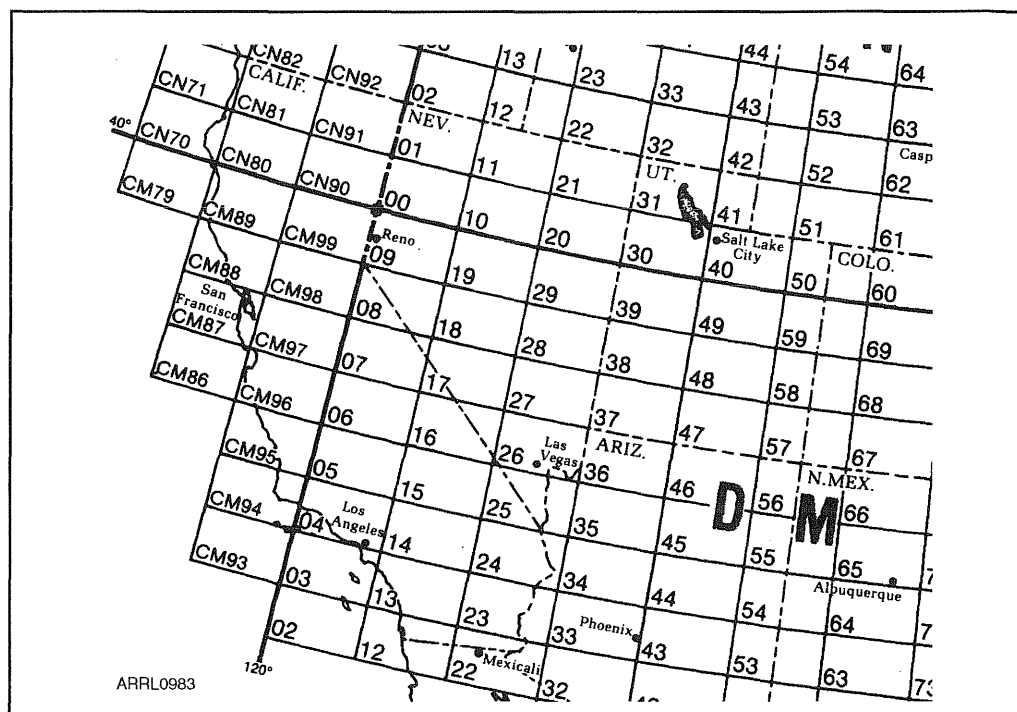 CN82 CN92 03 13 23 44 54 64
CALIF.
CN71 CN81 CN91 02 12 22 33 43 53 63
NEV.
40° CN70 CN80 CN90 01 11 21 32 42 52 62
Casp
UT.
CM79 CM89 CM99 00 10 20 31 41 51 61
Reno
Salt Lake
City
COLO.
CM88 CM98 09 19 29 30 40 50 60
San
Francisco
CM87 CM97 08 18 28 39 49 59 69
CM86 CM96 07 17 27 38 48 58 68
06 16 26 37 47 57 67
Las
Vegas
ARIZ.
N.MEX.
CM95 05 15 25 36 46 56 66
D M
CM94 04 14 24 35 45 55 65
Los
Angeles
Albuquerque
CM93 03 13 23 34 44 54 64 7
Phoenix
02 12 22 33 43 53 63 73
Mexicali
32
120°
ARRL0983